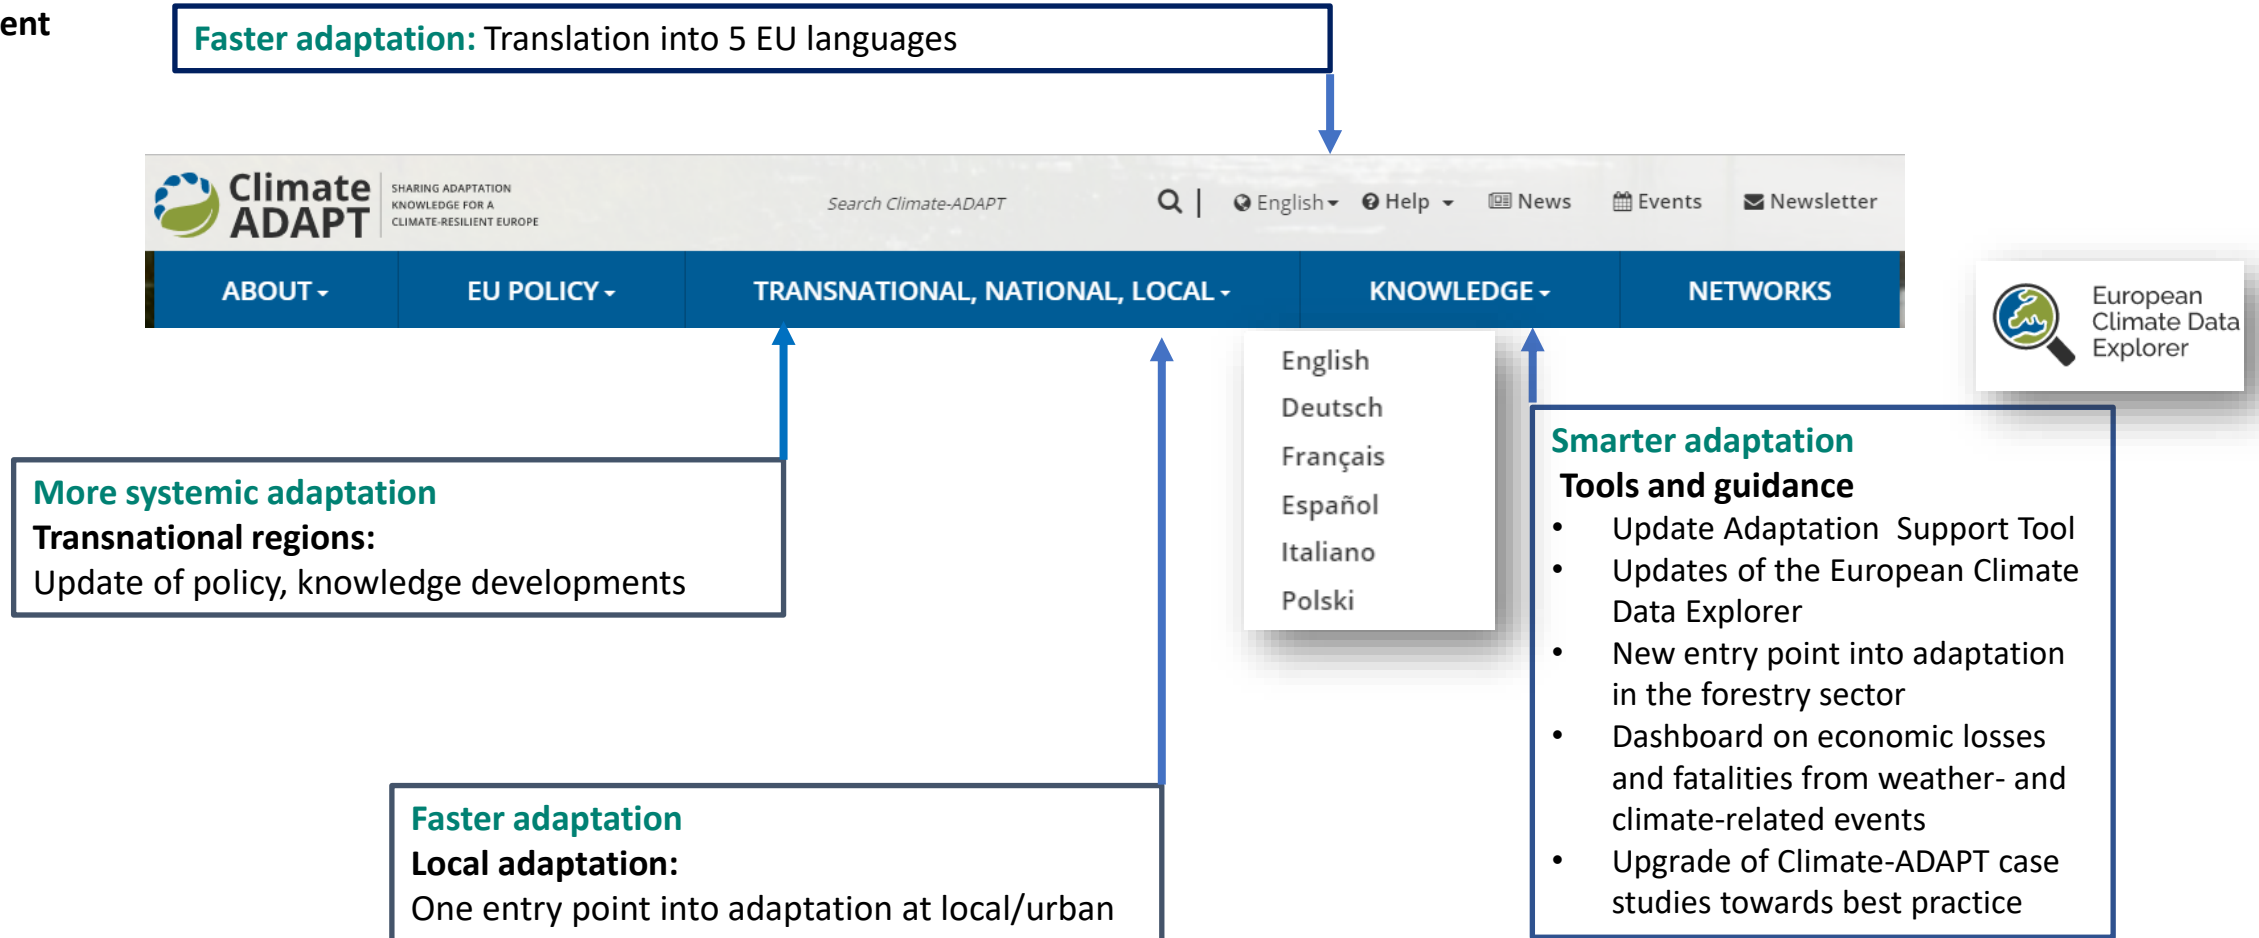 ent
Faster adaptation: Translation into 5 EU languages
Climate
ADAPT
SHARING ADAPTATION
KNOWLEDGE FOR A
CLIMATE-RESILIENT EUROPE
Search Climate-ADAPT
English
Help
News
Events
Newsletter
ABOUT
EU POLICY
TRANSNATIONAL, NATIONAL, LOCAL
KNOWLEDGE
NETWORKS
European
Climate Data
Explorer
English
Deutsch
Français
Español
Italiano
Polski
More systemic adaptation
Transnational regions:
Update of policy, knowledge developments
Smarter adaptation
Tools and guidance
• Update Adaptation  Support Tool
• Updates of the European Climate
Data Explorer
• New entry point into adaptation
in the forestry sector
• Dashboard on economic losses
and fatalities from weather- and
climate-related events
• Upgrade of Climate-ADAPT case
studies towards best practice
Faster adaptation
Local adaptation:
One entry point into adaptation at local/urban